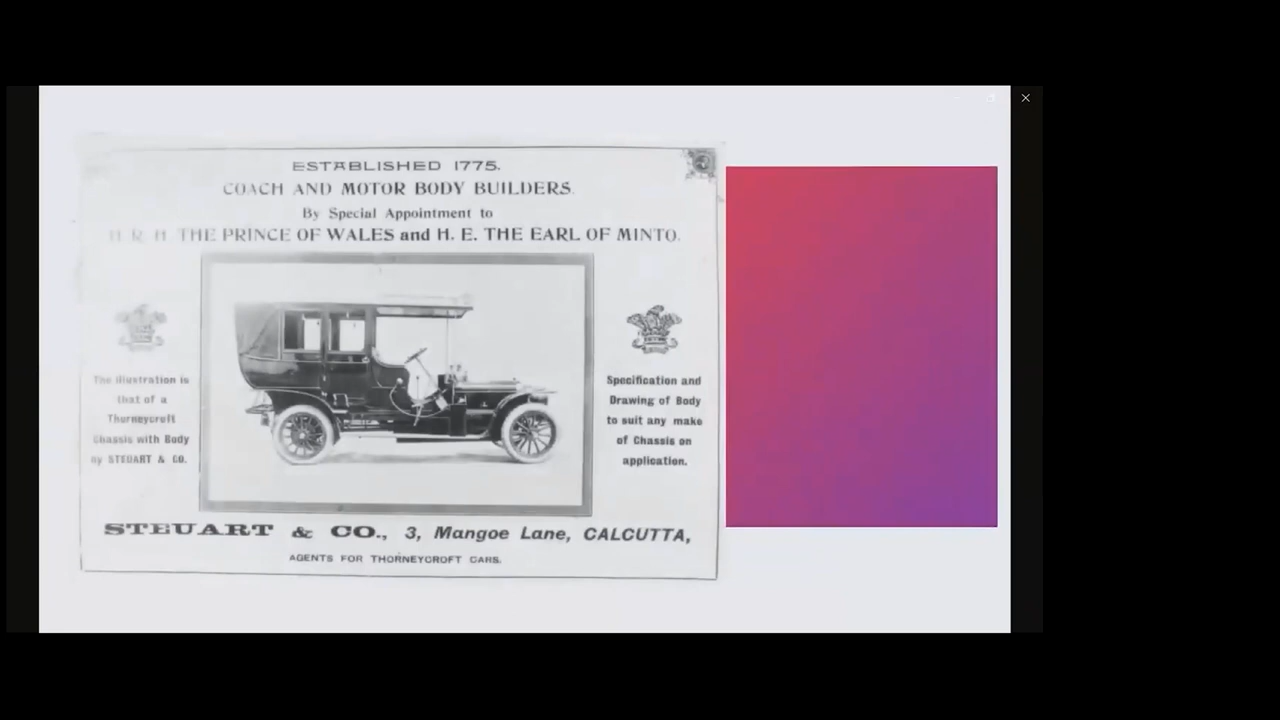 ESTABLISHED 1775.
COACH AND MOTOR BODY BUILDERS.
By Special Appointment to
H. R. H. THE PRINCE OF WALES and H. E. THE EARL OF MINTO.
The illustration is
that of a
Thorneycroft
Chassis with Body
by STEUART & CO.
Specification and
Drawing of Body
to suit any make
of Chassis on
application.
STEUART & CO., 3, Mangoe Lane, CALCUTTA,
AGENTS FOR THORNEYCROFT CARS.